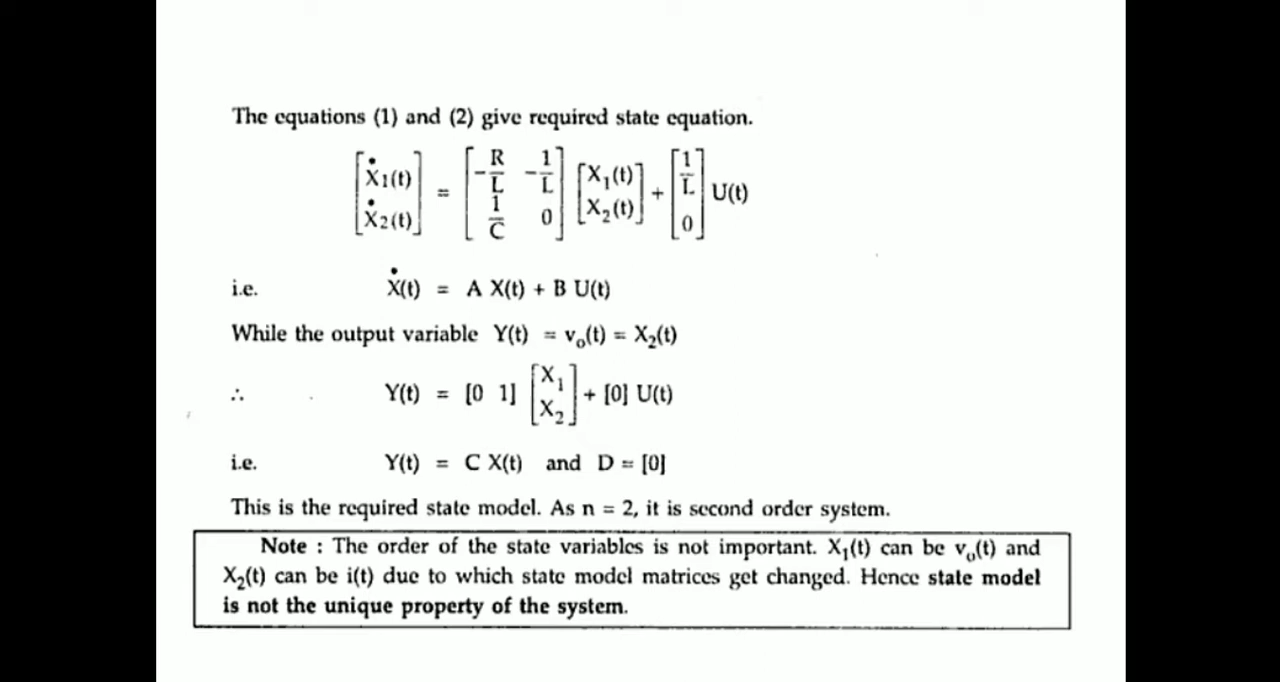 The equations (1) and (2) give required state equation.
[Ẋ1(t) Ẋ2(t)] = [-R/L -1/L 1/C 0] [X₁(t) X₂(t)] + [1/L 0] U(t)
i.e. Ẋ(t) = A X(t) + B U(t)
While the output variable Y(t) = vₒ(t) = X₂(t)
∴ Y(t) = [0 1] [X₁ X₂] + [0] U(t)
i.e. Y(t) = C X(t) and D = [0]
This is the required state model. As n = 2, it is second order system.
Note : The order of the state variables is not important. X₁(t) can be vₒ(t) and
X₂(t) can be i(t) due to which state model matrices get changed. Hence state model
is not the unique property of the system.